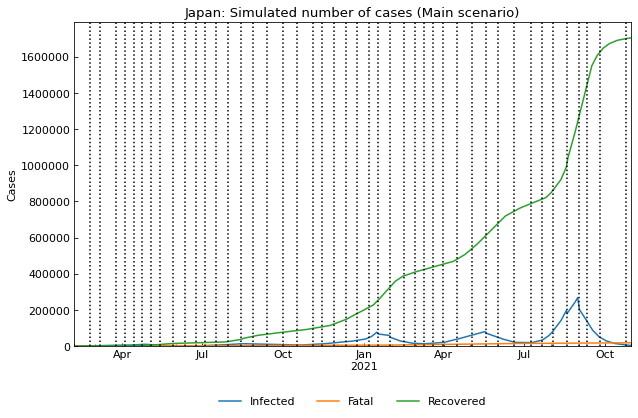 Japan: Simulated number of cases (Main scenario)
1600000
1400000
1200000
1000000
800000
600000
400000
200000
0
Cases
Apr Jul Oct Jan Apr Jul Oct
2021
Infected Fatal Recovered